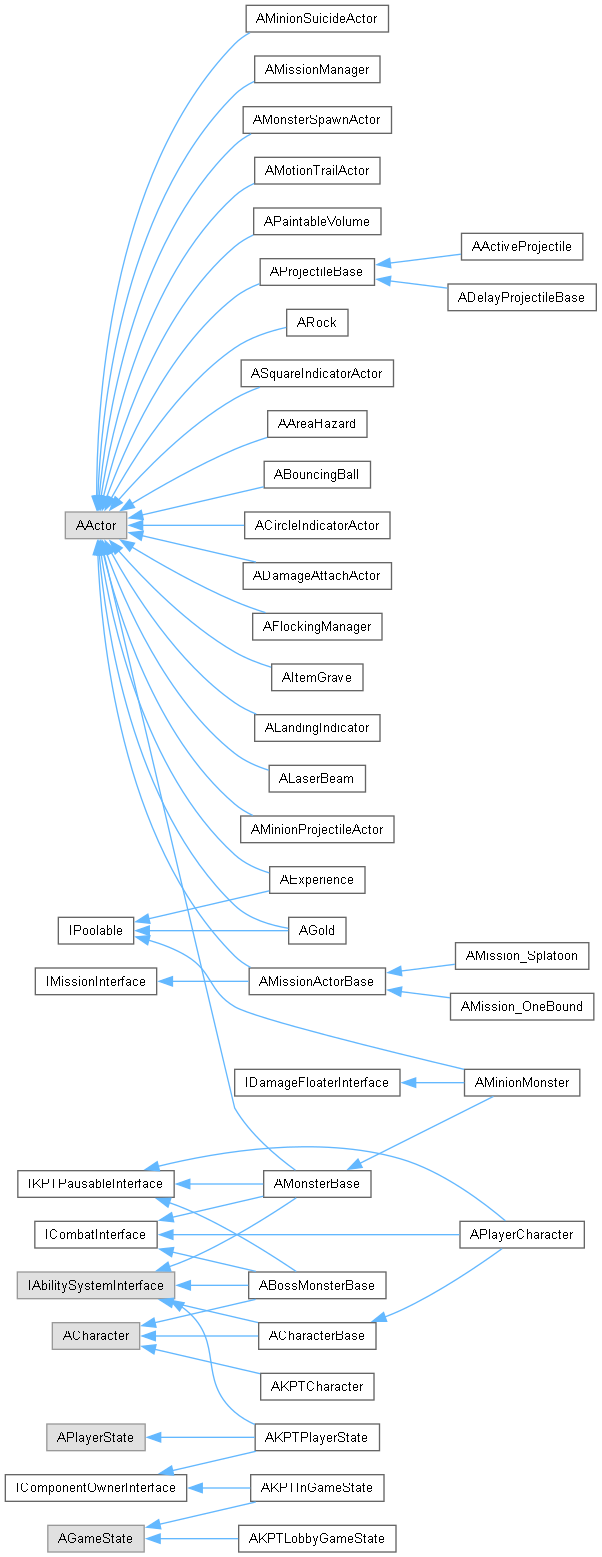 AMinionSuicideActor
AMissionManager
AMonsterSpawnActor
AMotionTrailActor
APaintableVolume
AActiveProjectile
AProjectileBase
ADelayProjectileBase
ARock
ASquareIndicatorActor
AAreaHazard
ABouncingBall
AActor
ACircleIndicatorActor
ADamageAttachActor
AFlockingManager
AItemGrave
ALandingIndicator
ALaserBeam
AMinionProjectileActor
AExperience
IPoolable
AGold
AMission_Splatoon
IMissionInterface
AMissionActorBase
AMission_OneBound
IDamageFloaterInterface
AMinionMonster
IKPTPausableInterface
AMonsterBase
ICombatInterface
APlayerCharacter
IAbilitySystemInterface
ABossMonsterBase
ACharacter
ACharacterBase
AKPTCharacter
APlayerState
AKPTPlayerState
IComponentOwnerInterface
AKPTInGameState
AGameState
AKPTLobbyGameState